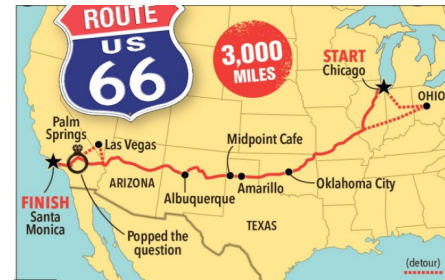 ROUTE
US
66
3,000
MILES
START
Chicago
OHIO
Palm
Springs
Las Vegas
Midpoint Cafe
ARIZONA
Albuquerque
Amarillo
Oklahoma City
FINISH
Santa
Monica
Popped the
question
TEXAS
(detour)